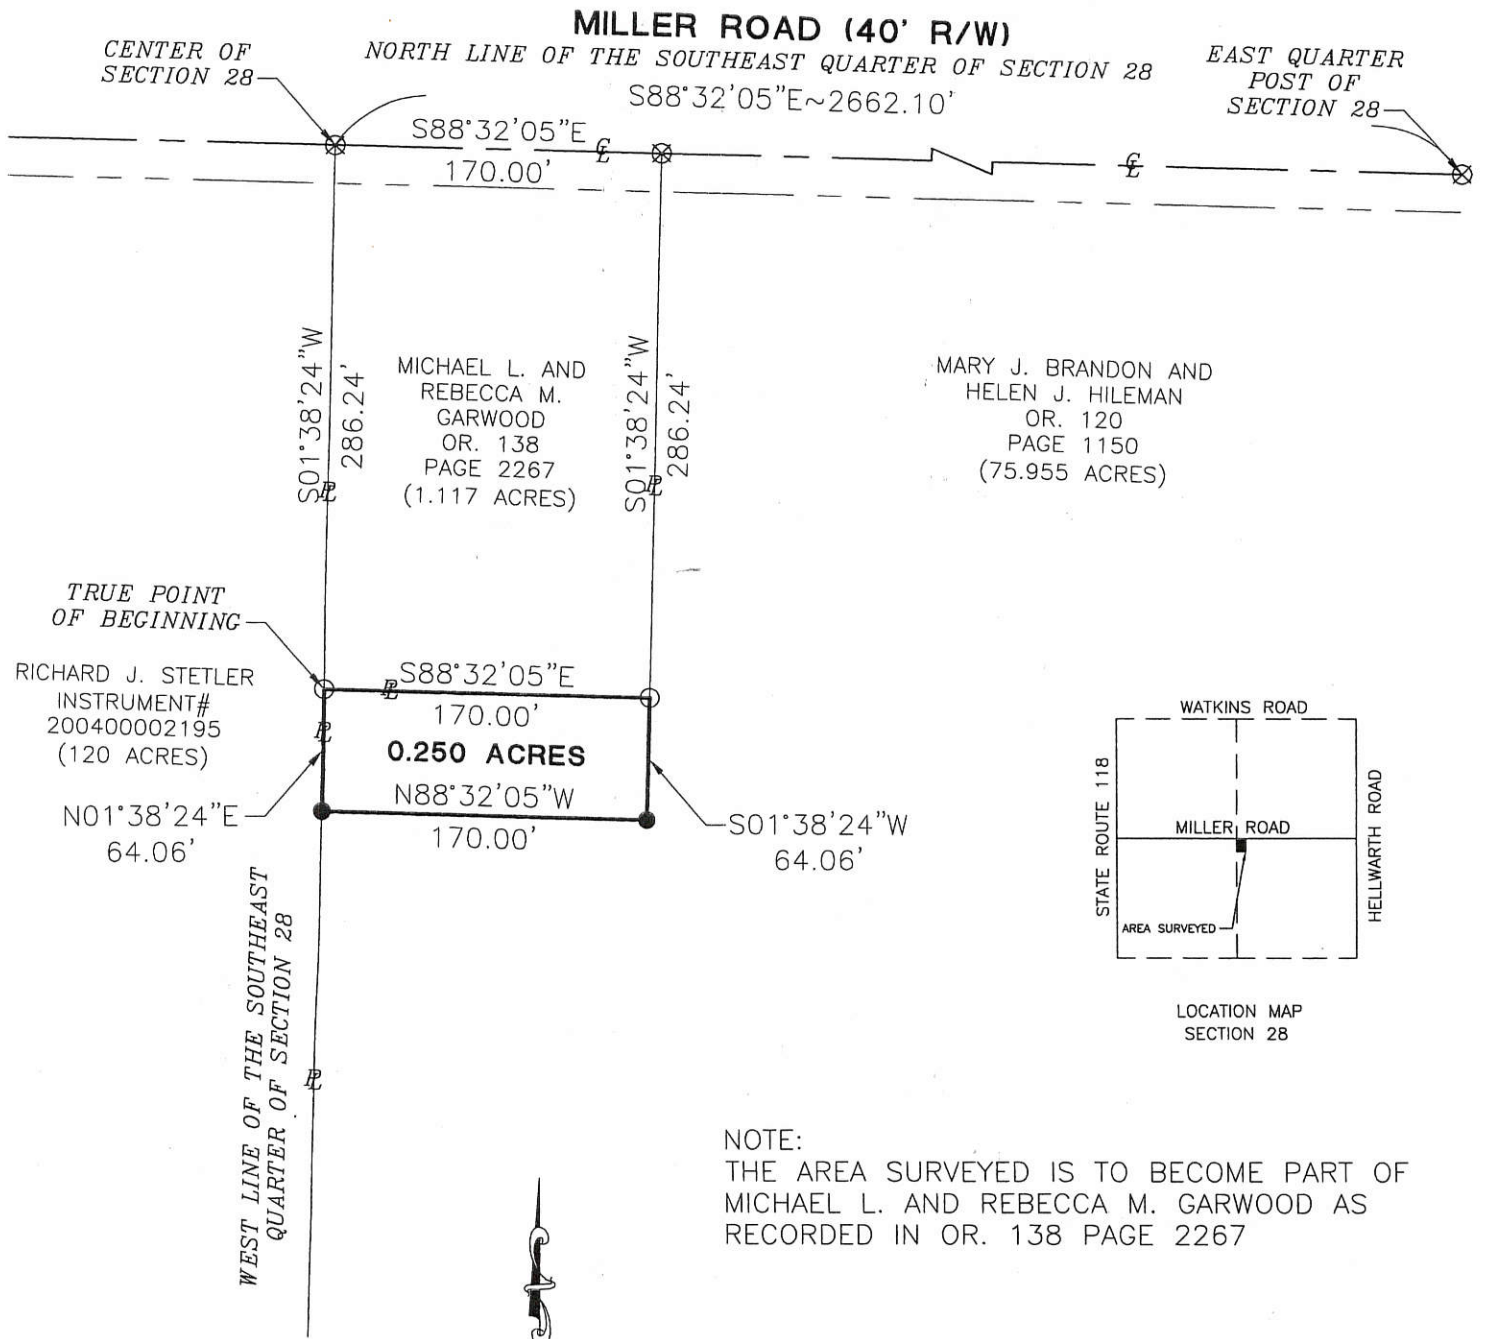 MILLER ROAD (40' R/W)
CENTER OF
SECTION 28
NORTH LINE OF THE SOUTHEAST QUARTER OF SECTION 28
S88°32'05"E~2662.10'
EAST QUARTER
POST OF
SECTION 28
S88°32'05"E
170.00'
℄
℄
S01°38'24"W
286.24'
PL
MICHAEL L. AND
REBECCA M.
GARWOOD
OR. 138
PAGE 2267
(1.117 ACRES)
S01°38'24"W
286.24'
PL
MARY J. BRANDON AND
HELEN J. HILEMAN
OR. 120
PAGE 1150
(75.955 ACRES)
TRUE POINT
OF BEGINNING
RICHARD J. STETLER
INSTRUMENT#
200400002195
(120 ACRES)
PL
S88°32'05"E
PL
170.00'
0.250 ACRES
N88°32'05"W
170.00'
N01°38'24"E
64.06'
S01°38'24"W
64.06'
WEST LINE OF THE SOUTHEAST
QUARTER OF SECTION 28
PL
WATKINS ROAD
STATE ROUTE 118
MILLER ROAD
HELLWARTH ROAD
AREA SURVEYED
LOCATION MAP
SECTION 28
NOTE:
THE AREA SURVEYED IS TO BECOME PART OF
MICHAEL L. AND REBECCA M. GARWOOD AS
RECORDED IN OR. 138 PAGE 2267